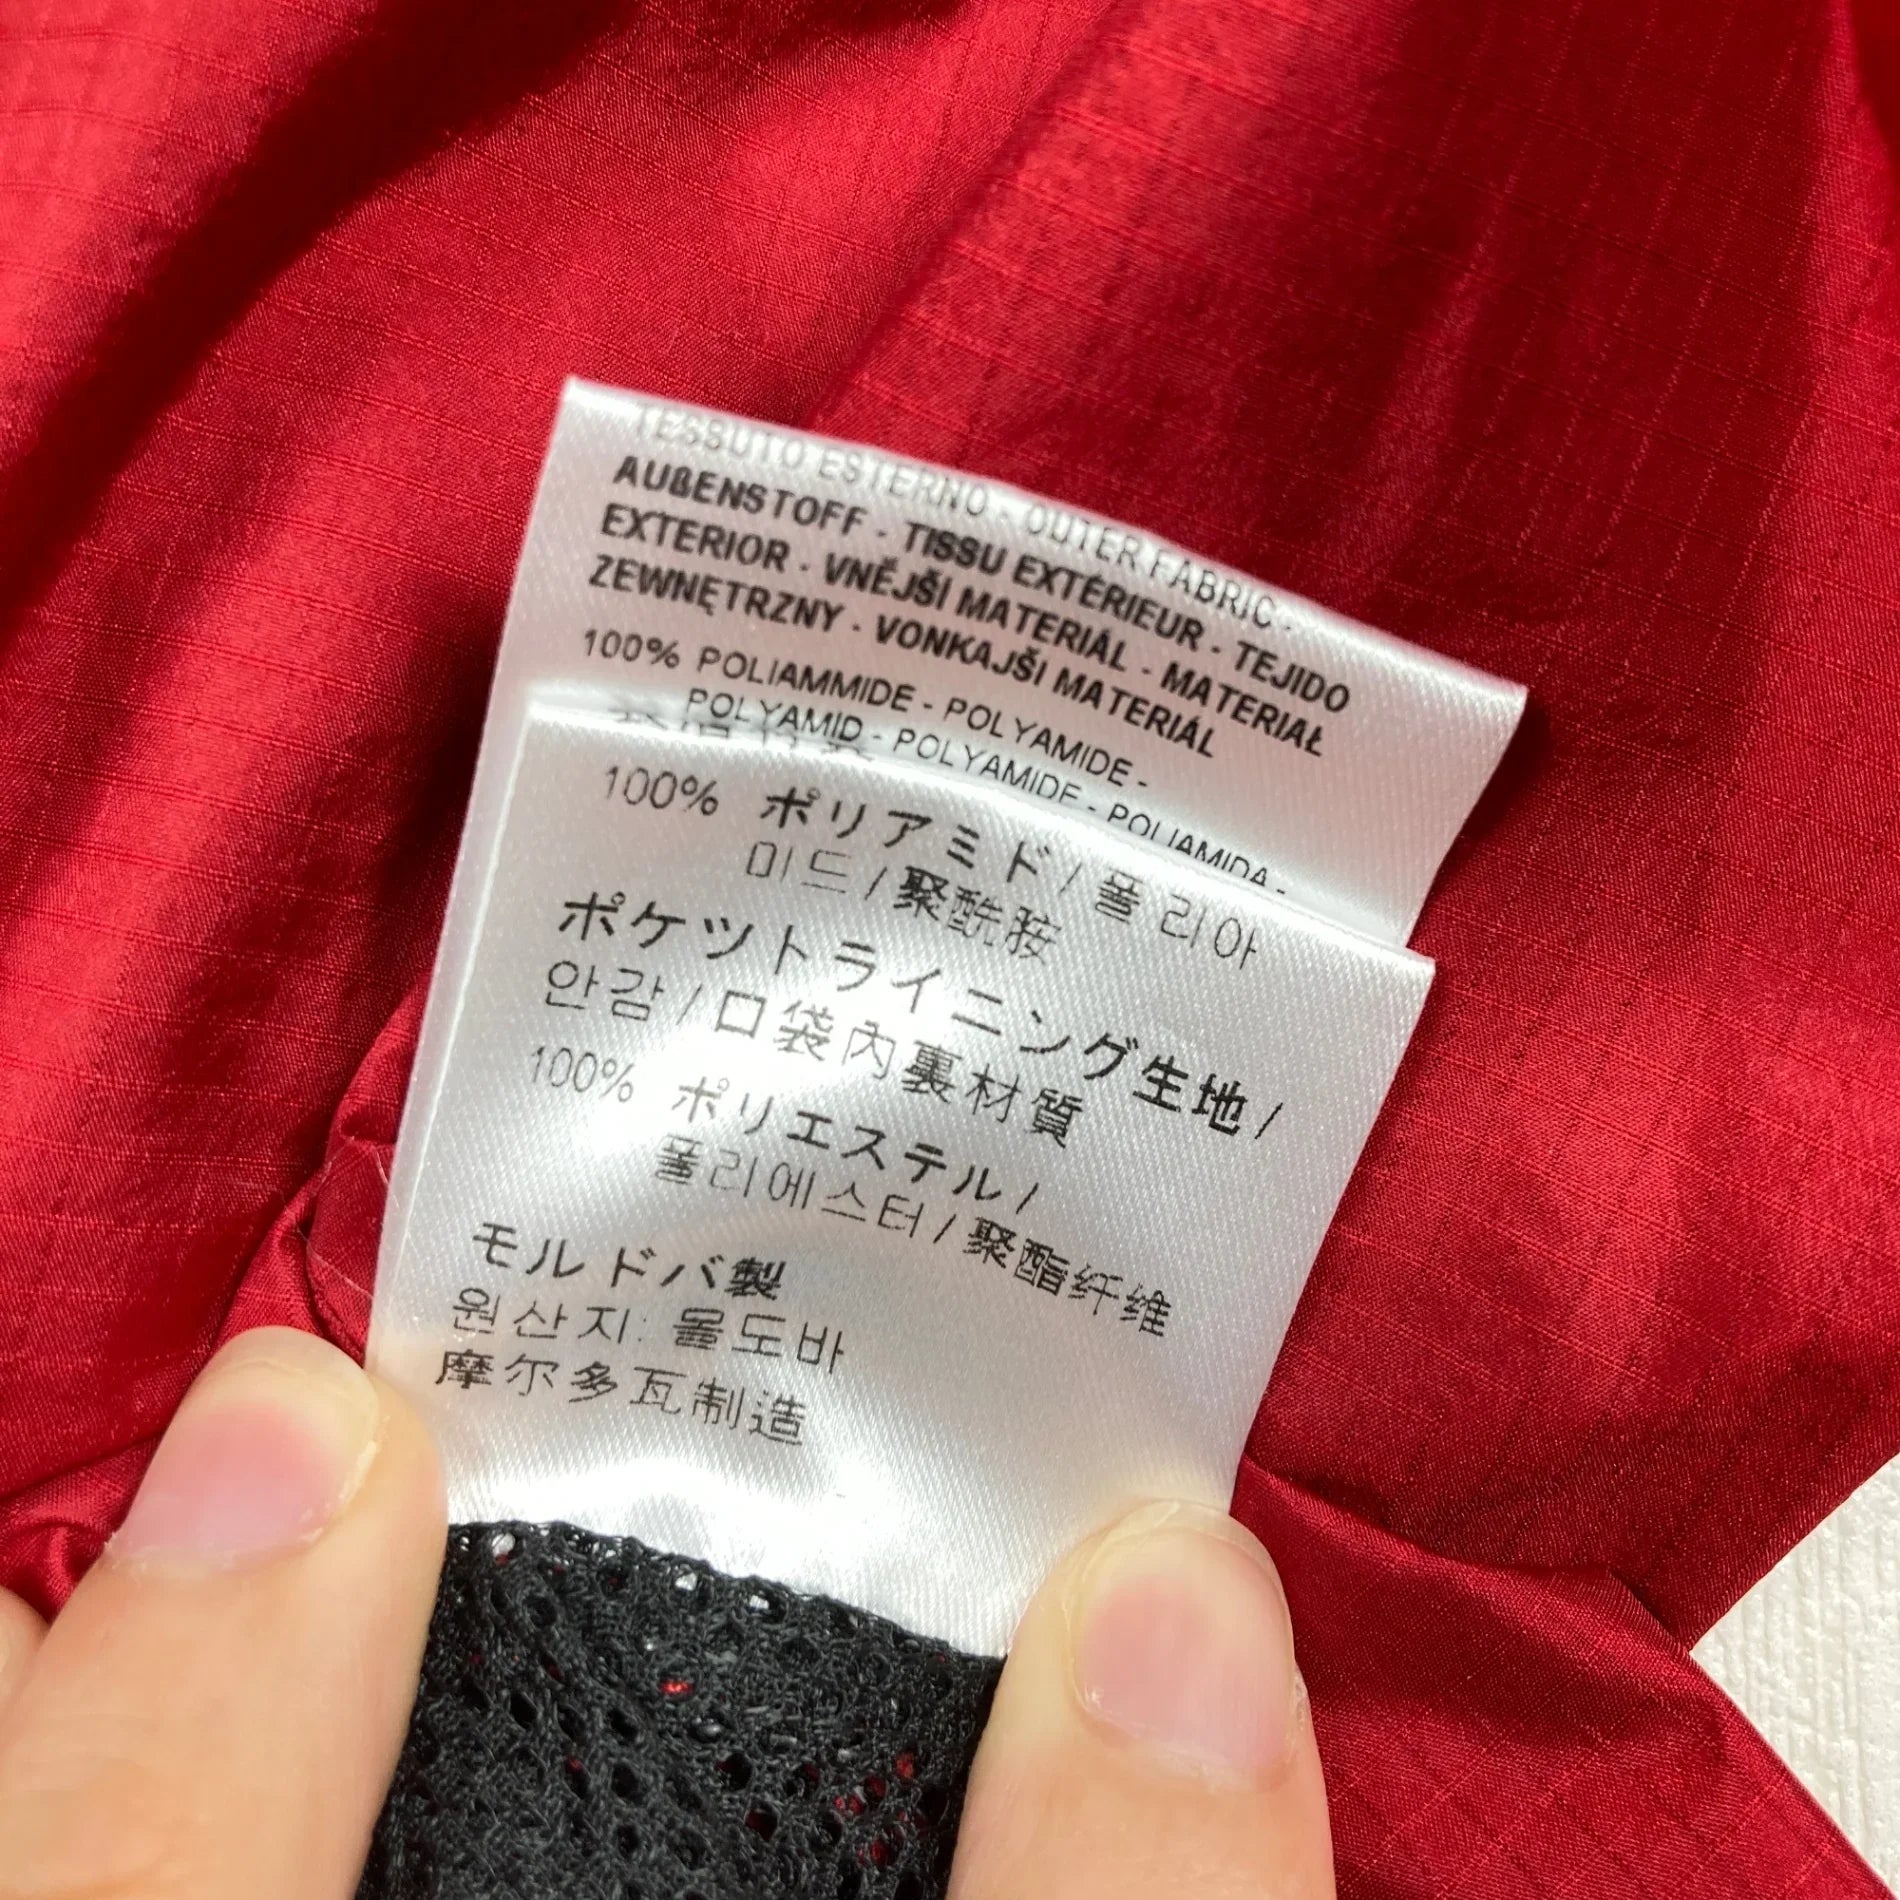 TESSUTO ESTERNO - OUTER FABRIC -
AUßENSTOFF - TISSU EXTÉRIEUR - TEJIDO
EXTERIOR - VNĚJŠÍ MATERIÁL - MATERIAŁ
ZEWNĘTRZNY - VONKAJŠÍ MATERIÁL
100% POLIAMMIDE - POLYAMIDE -
POLYAMID - POLYAMIDE - POLIAMIDA -
100% ポリアミド / 폴리아
미드 / 聚酰胺
ポケットライニング生地 /
안감 / 口袋內裏材質
100% ポリエステル /
폴리에스터 / 聚酯纤维
モルドバ製
원산지: 몰도바
摩尔多瓦制造